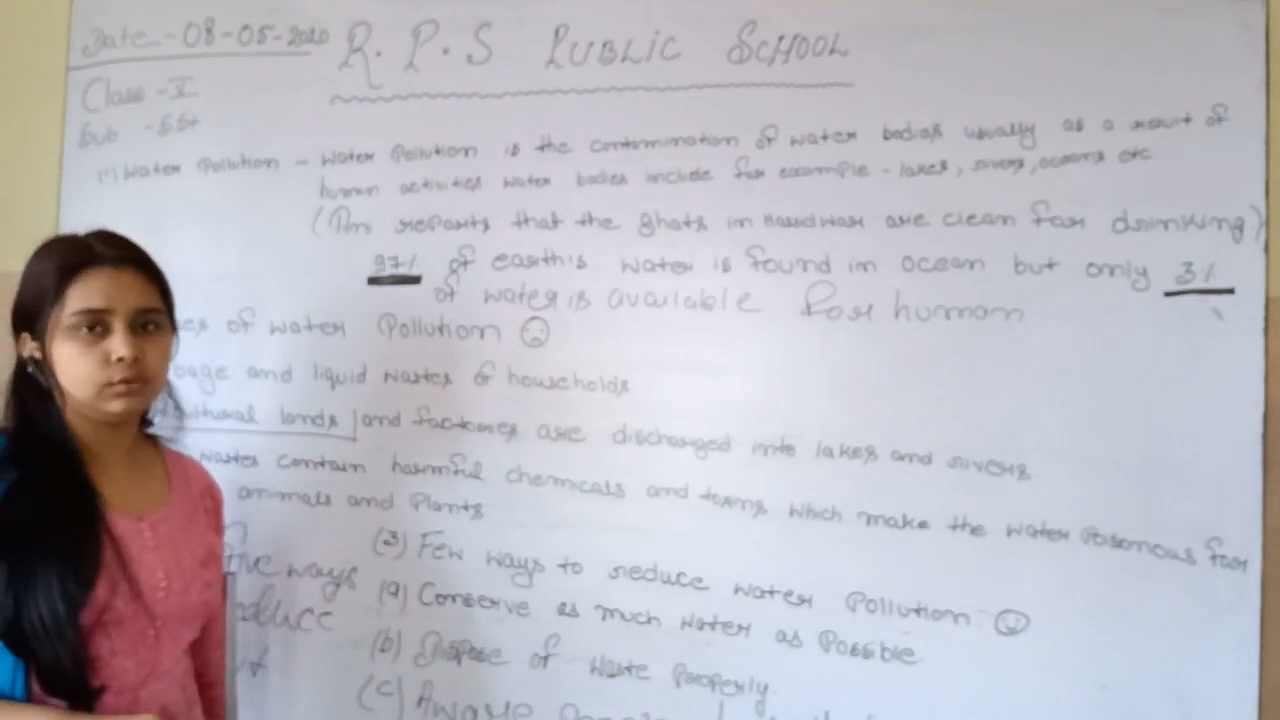 Date - 08-05-2020
R. P. S PUBLIC SCHOOL
Class - V
Sub - SSt
(1) Water Pollution - Water Pollution is the contamination of water bodies usually as a result of
human activities water bodies include for example - lakes, rivers, oceans etc
reports that the Ghats in Haridwar are clean for drinking)
97% of earth's water is found in ocean but only 3%
of water is available for human
of water Pollution ☹
and liquid wastes of households
lands and factories are discharged into lakes and rivers
wastes contain harmful chemicals and toxins which make the water Poisonous for
animals and Plants
Five ways
(3) Few ways to reduce water Pollution ☹
(a) Conserve as much water as Possible
(b) Dispose of waste Properly
(c) Aware